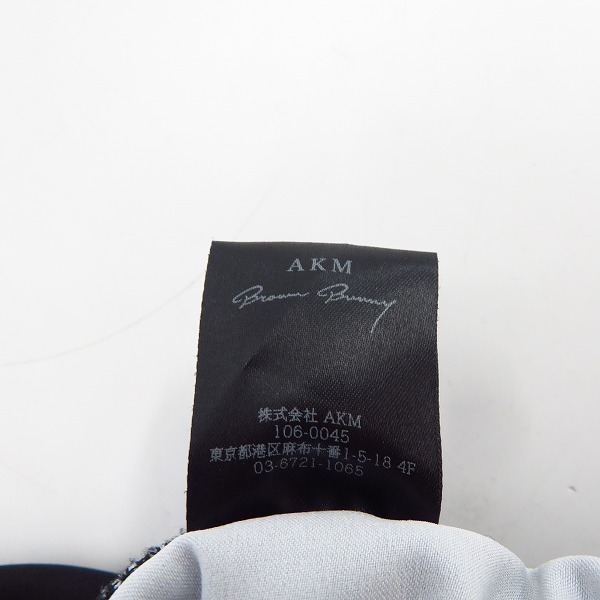 AKM
Brown Bunny
株式会社 AKM
106-0045
東京都港区麻布十番1-5-18 4F
03-6721-1065